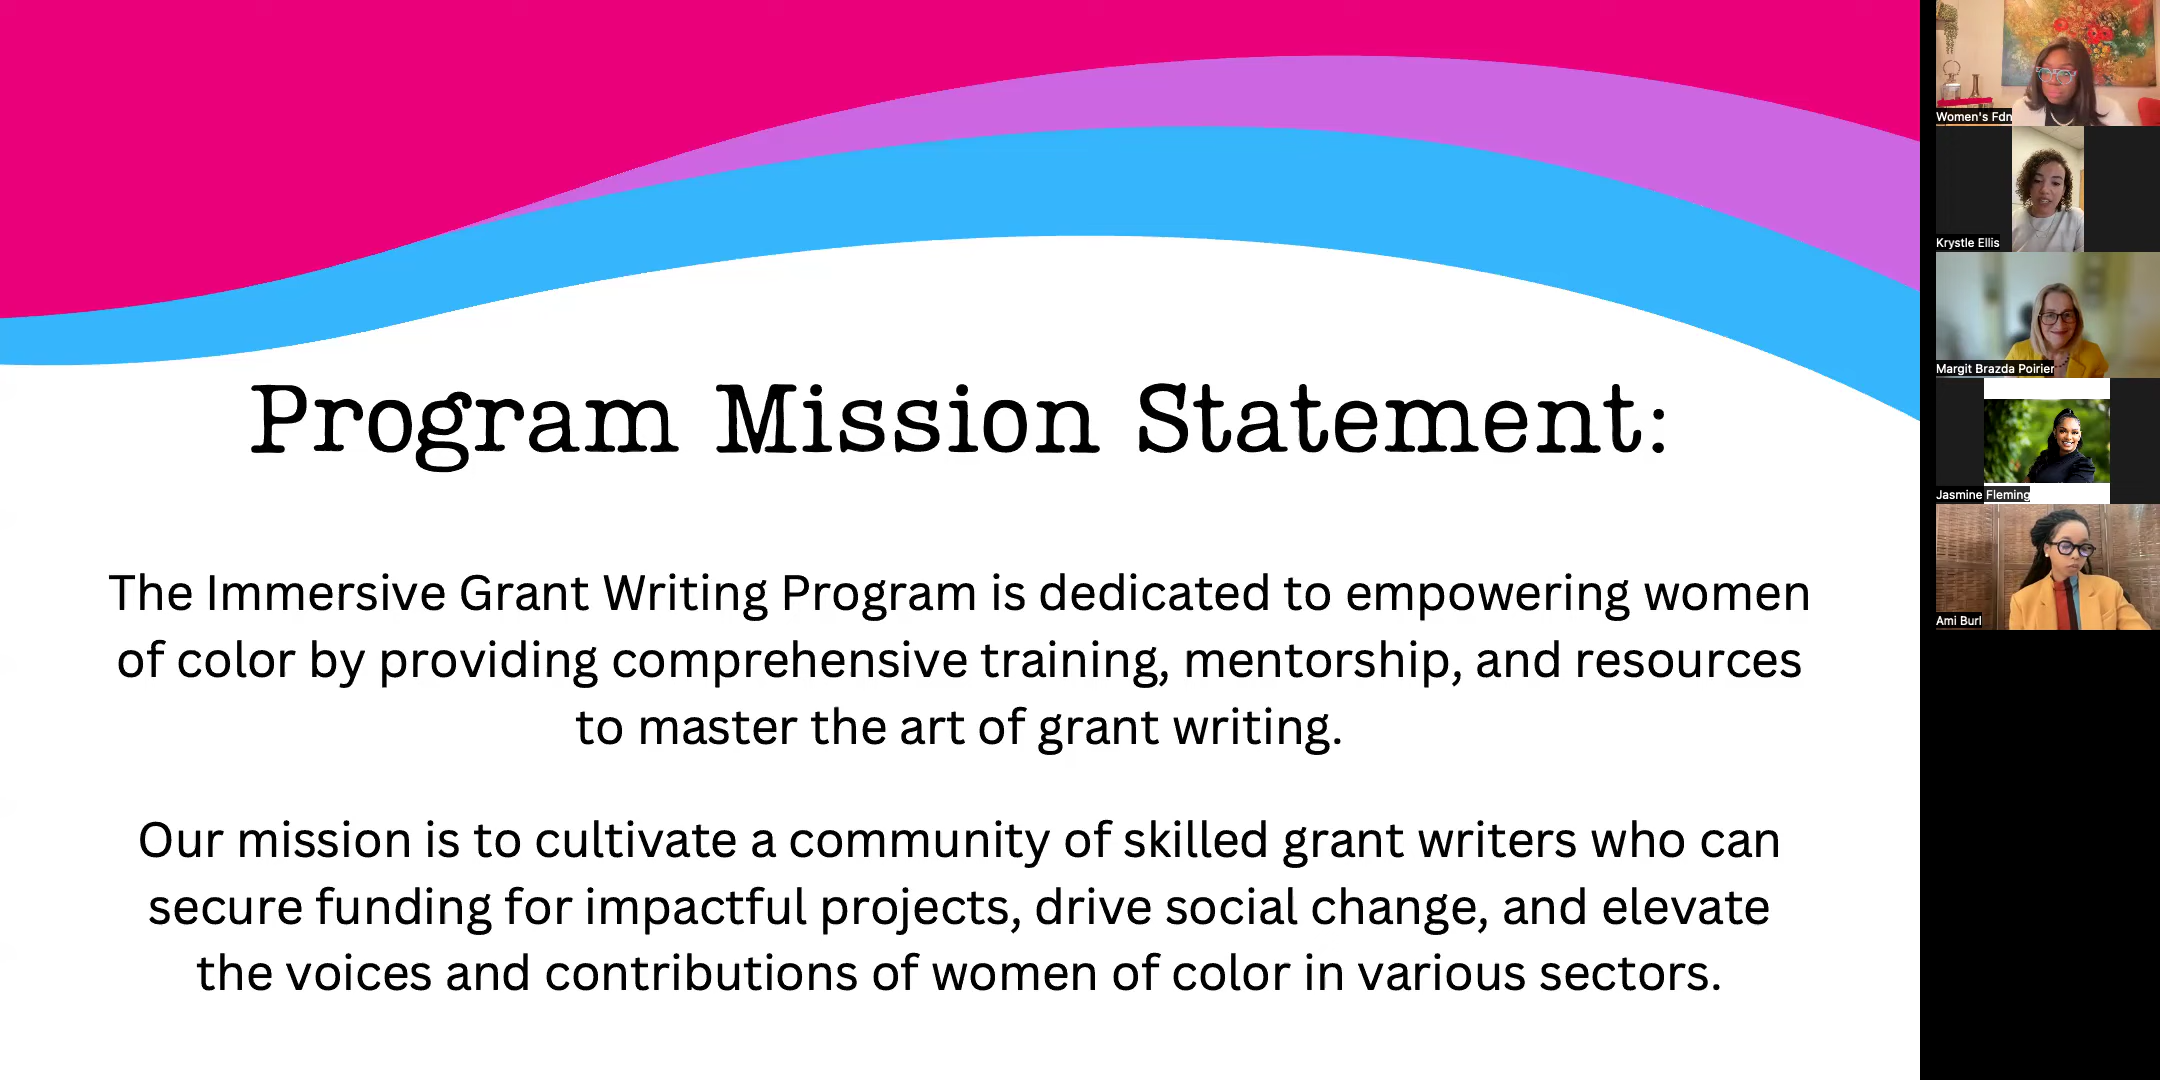 Program Mission Statement:
The Immersive Grant Writing Program is dedicated to empowering women
of color by providing comprehensive training, mentorship, and resources
to master the art of grant writing.
Our mission is to cultivate a community of skilled grant writers who can
secure funding for impactful projects, drive social change, and elevate
the voices and contributions of women of color in various sectors.
Women's Fdn
Krystle Ellis
Margit Brazda Poirier
Jasmine Fleming
Ami Burl